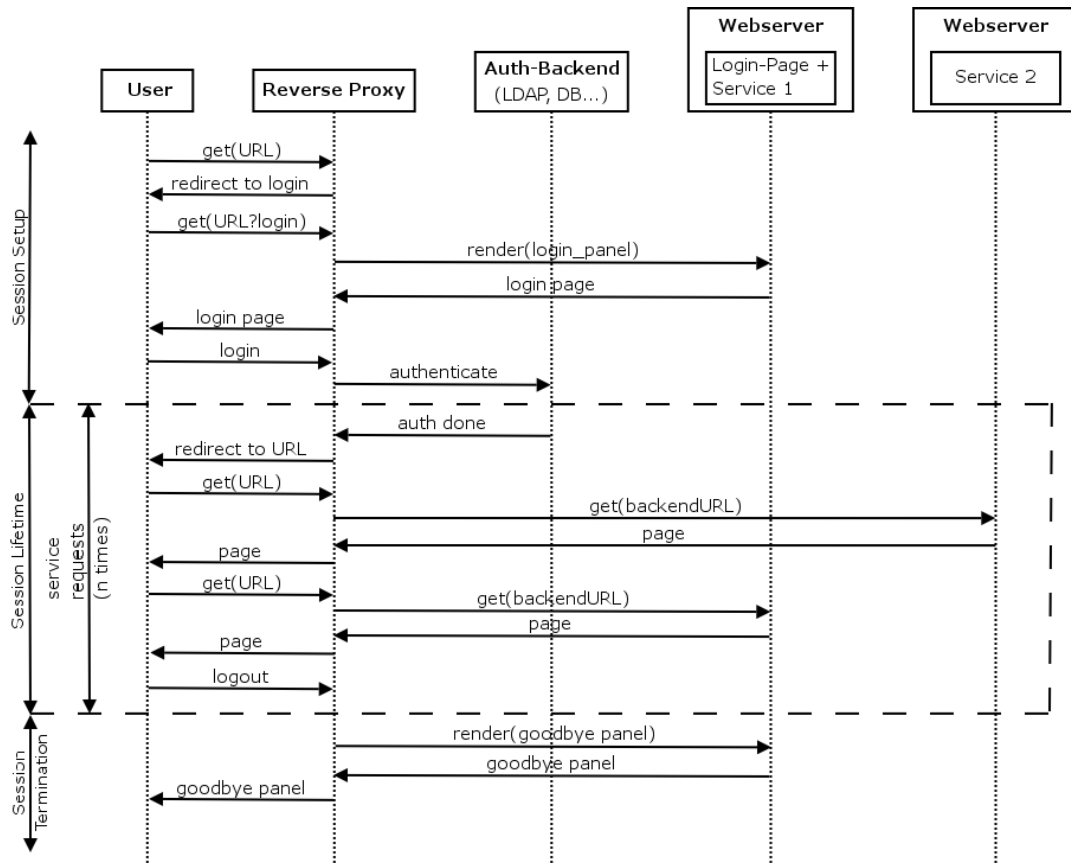 Webserver
Webserver
User
Reverse Proxy
Auth-Backend
(LDAP, DB...)
Login-Page +
Service 1
Service 2
Session Setup
get(URL)
redirect to login
get(URL?login)
render(login_panel)
login page
login page
login
authenticate
Session Lifetime
service
requests
(n times)
auth done
redirect to URL
get(URL)
get(backendURL)
page
page
get(URL)
get(backendURL)
page
page
logout
Session
Termination
render(goodbye panel)
goodbye panel
goodbye panel